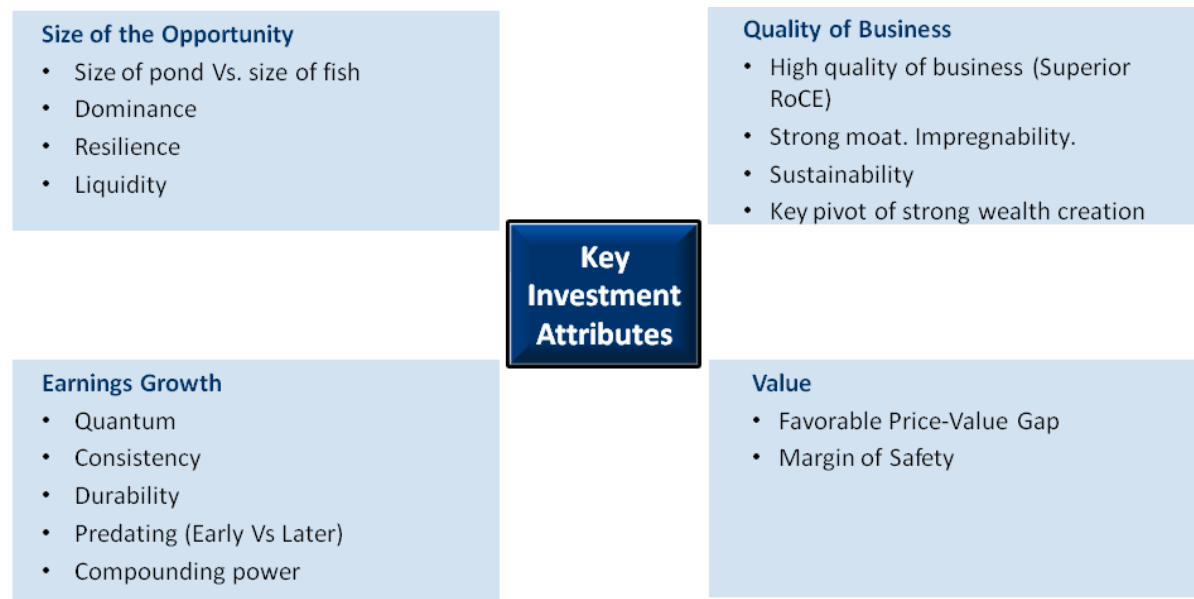 Size of the Opportunity
• Size of pond Vs. size of fish
• Dominance
• Resilience
• Liquidity
Quality of Business
• High quality of business (Superior
RoCE)
• Strong moat. Impregnability.
• Sustainability
• Key pivot of strong wealth creation
Key
Investment
Attributes
Earnings Growth
• Quantum
• Consistency
• Durability
• Predating (Early Vs Later)
• Compounding power
Value
• Favorable Price-Value Gap
• Margin of Safety